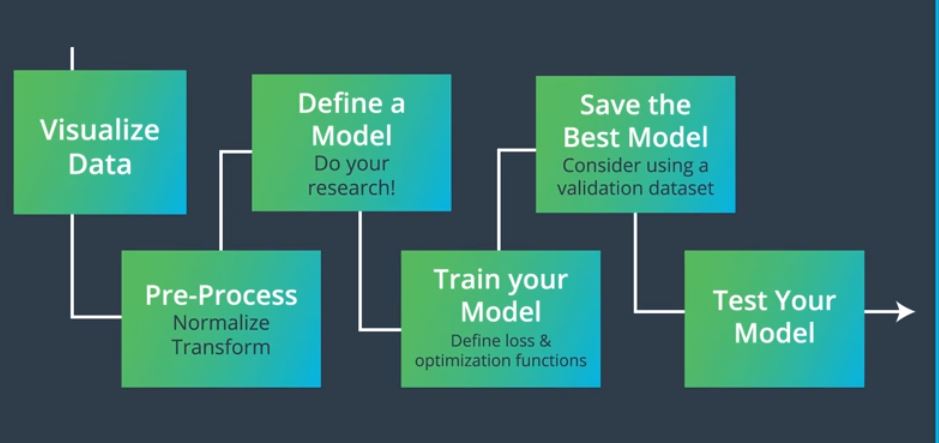 Visualize
Data
Pre-Process
Normalize
Transform
Define a
Model
Do your
research!
Train your
Model
Define loss &
optimization functions
Save the
Best Model
Consider using a
validation dataset
Test Your
Model